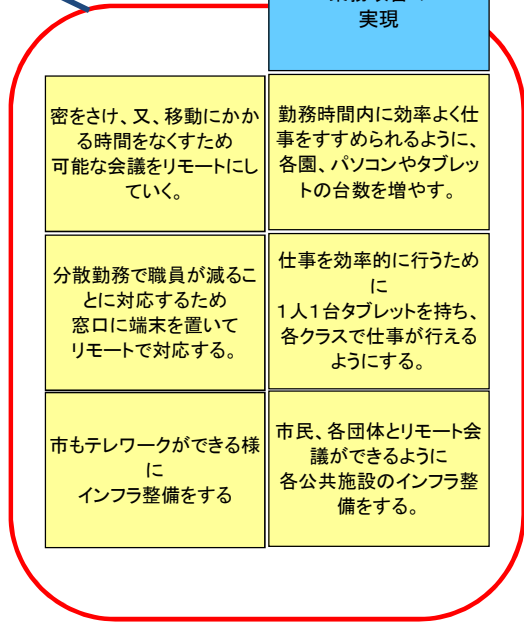 実現
密をさけ、又、移動にかか
る時間をなくすため
可能な会議をリモートにし
ていく。
勤務時間内に効率よく仕
事をすすめられるように、
各園、パソコンやタブレッ
トの台数を増やす。
分散勤務で職員が減るこ
とに対応するため
窓口に端末を置いて
リモートで対応する。
仕事を効率的に行うため
に
１人１台タブレットを持ち、
各クラスで仕事が行える
ようにする。
市もテレワークができる様
に
インフラ整備をする
市民、各団体とリモート会
議ができるように
各公共施設のインフラ整
備をする。